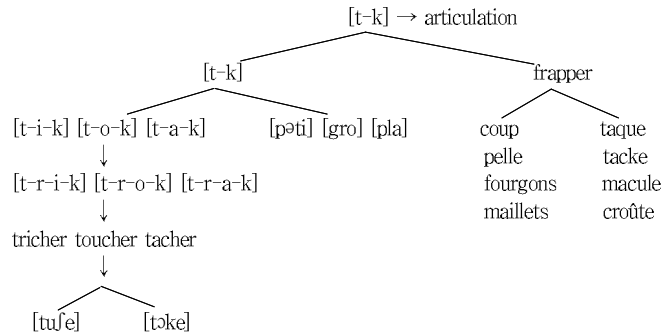 [t-k] → articulation
[t-k] frapper
[t-i-k] [t-o-k] [t-a-k] [pəti] [gro] [pla] coup taque
pelle tacke
[t-r-i-k] [t-r-o-k] [t-r-a-k] fourgons macule
maillets croûte
tricher toucher tacher
[tuʃe] [tɔke]